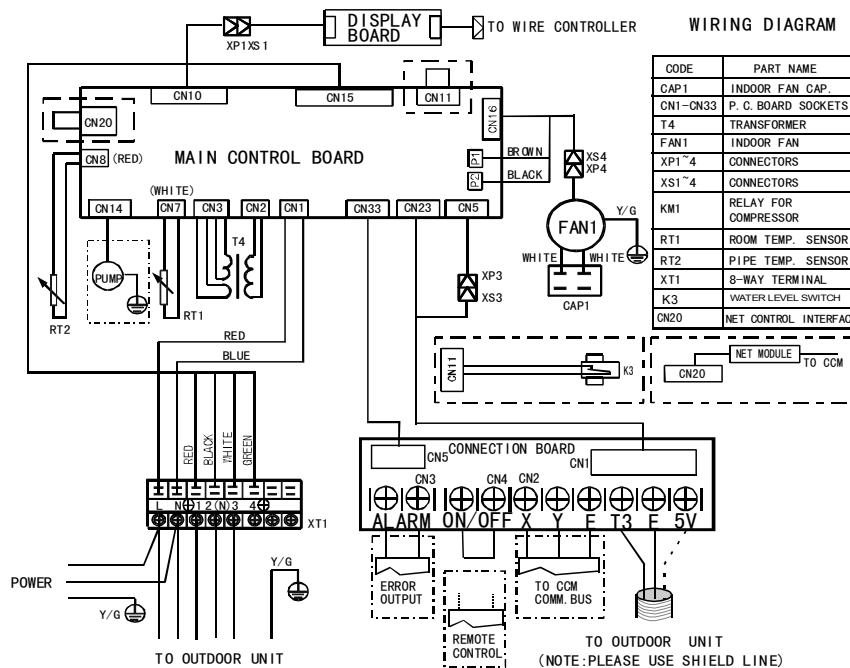 DISPLAY BOARD
TO WIRE CONTROLLER
XP1XS1
WIRING DIAGRAM
CODE PART NAME
CAP1 INDOOR FAN CAP.
CN1-CN33 P.C.BOARD SOCKETS
T4 TRANSFORMER
FAN1 INDOOR FAN
XP1~4 CONNECTORS
XS1~4 CONNECTORS
KM1 RELAY FOR COMPRESSOR
RT1 ROOM TEMP. SENSOR
RT2 PIPE TEMP. SENSOR
XT1 8-WAY TERMINAL
K3 WATER LEVEL SWITCH
CN20 NET CONTROL INTERFAC
CN10
CN15
CN11
CN16
CN20
CN8 (RED)
MAIN CONTROL BOARD
P1 BROWN
P2 BLACK
XS4
XP4
(WHITE)
CN14 CN7 CN3 CN2 CN1 CN33 CN23 CN5
T4
PUMP
RT2
RT1
FAN1
Y/G
WHITE WHITE
CAP1
XP3
XS3
RED
BLUE
CN11
K3
CN20
NET MODULE
TO CCM
RED
BLACK
WHITE
GREEN
L N 1 2(N) 3 4
XT1
CONNECTION BOARD
CN5
CN1
CN3 CN4 CN2
ALARM ON/OFF X Y E T3 E 5V
POWER
Y/G
Y/G
TO OUTDOOR UNIT
ERROR OUTPUT
REMOTE CONTROL
TO CCM COMM.BUS
TO OUTDOOR UNIT
(NOTE:PLEASE USE SHIELD LINE)